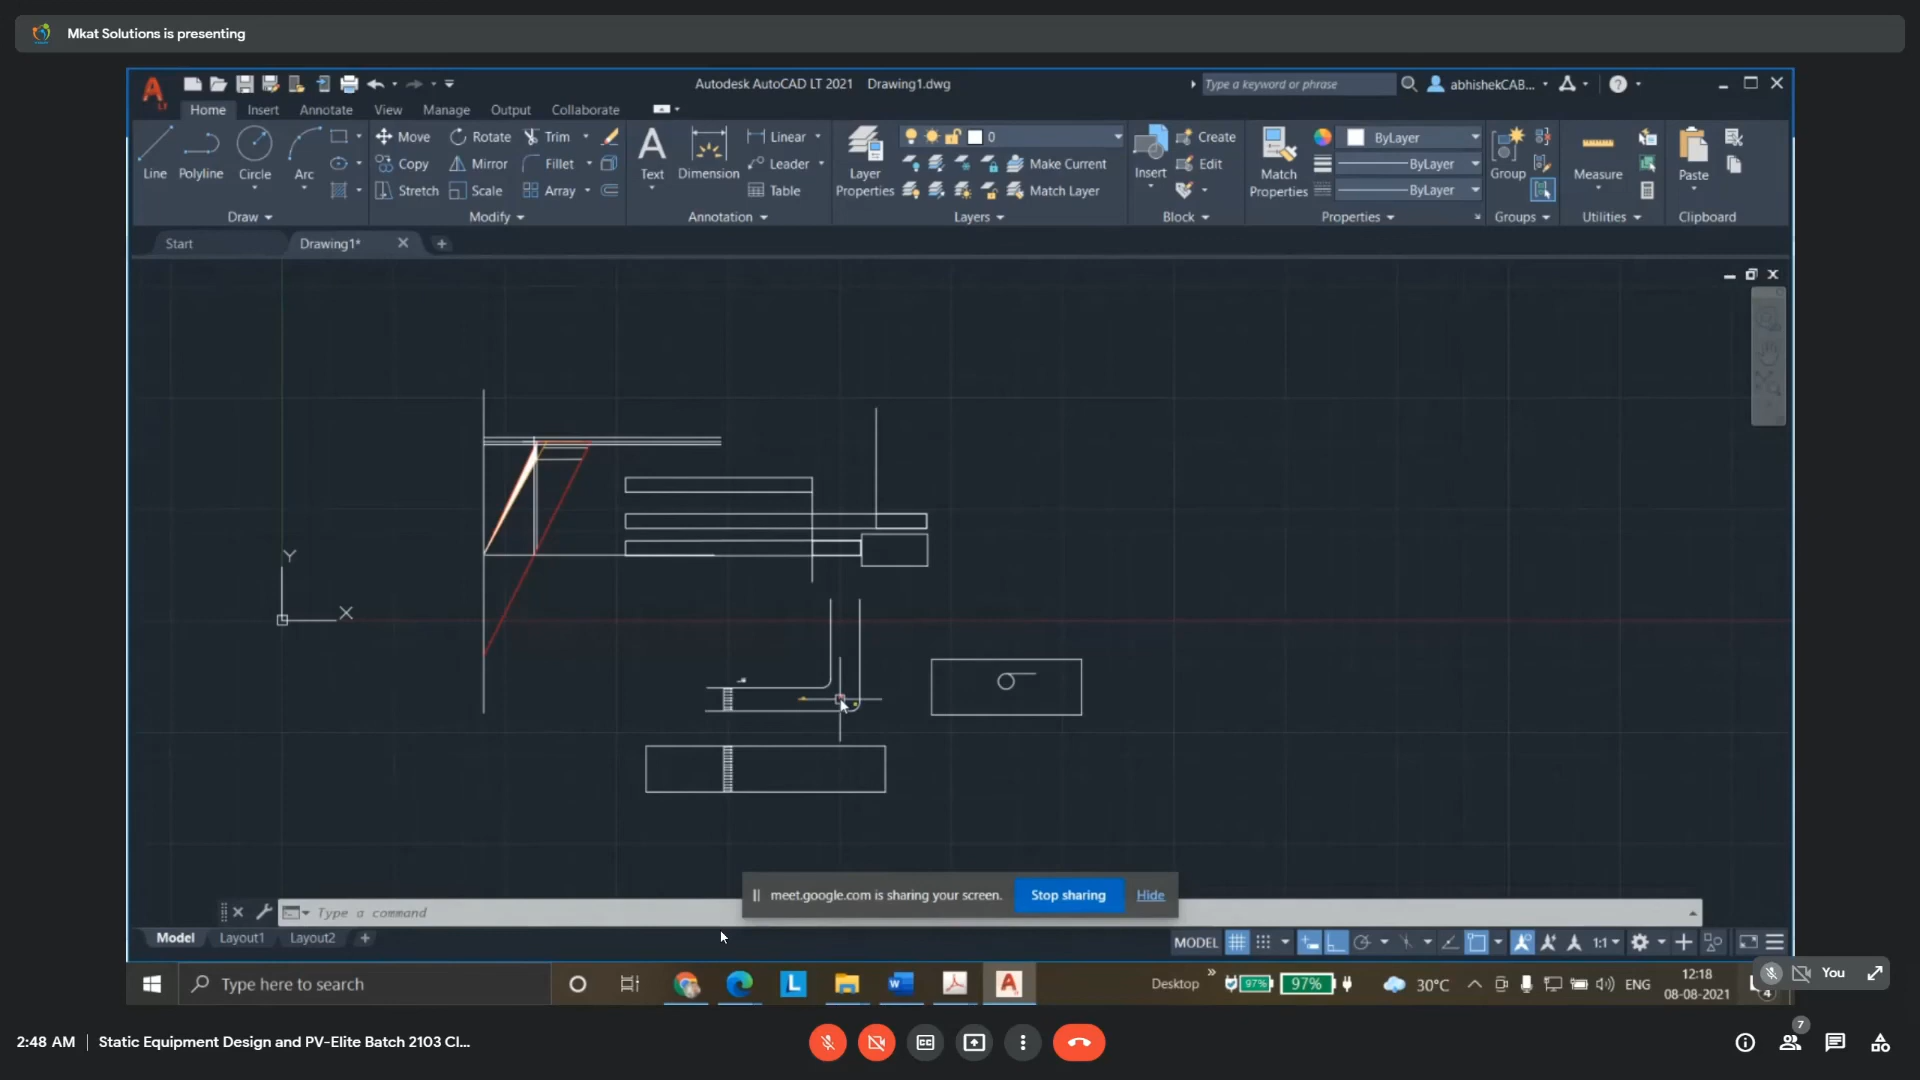 Mkat Solutions is presenting
Autodesk AutoCAD LT 2021 Drawing1.dwg
Type a keyword or phrase
abhishekCAB...
Home Insert Annotate View Manage Output Collaborate
Line Polyline Circle Arc
Move Rotate Trim
Copy Mirror Fillet
Stretch Scale Array
Text Dimension
Linear
Leader
Table
Layer Properties
0
Make Current
Match Layer
Insert
Create
Edit
Match Properties
ByLayer
ByLayer
ByLayer
Group
Measure
Paste
Draw Modify Annotation Layers Block Properties Groups Utilities Clipboard
Start Drawing1*
Y
X
meet.google.com is sharing your screen. Stop sharing Hide
Type a command
Model Layout1 Layout2
MODEL 1:1
Type here to search
Desktop 97% 97% 30°C ENG
12:18
08-08-2021
4
You
2:48 AM Static Equipment Design and PV-Elite Batch 2103 Cl...
7